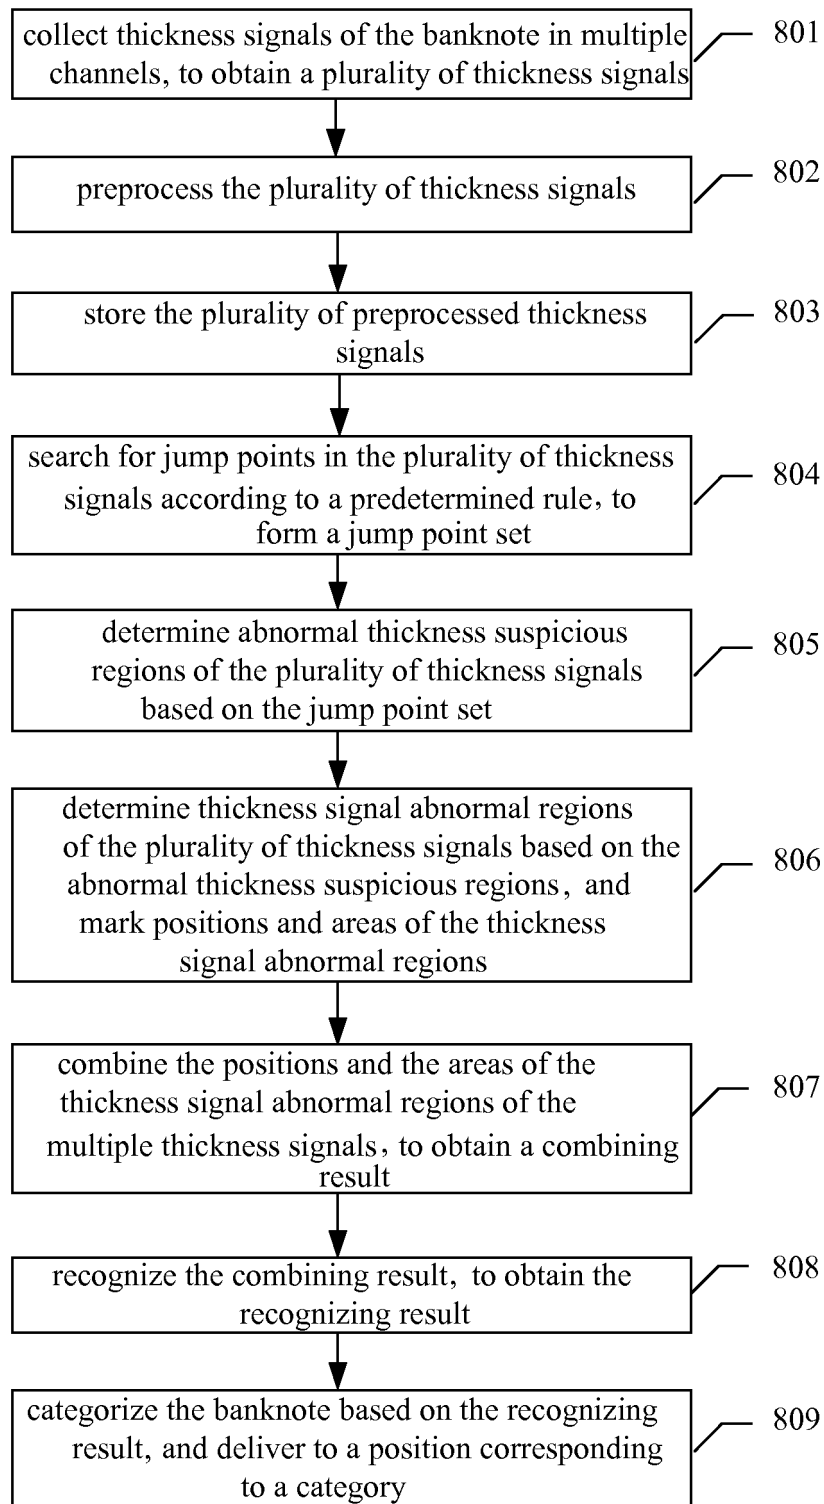 collect thickness signals of the banknote in multiple
channels, to obtain a plurality of thickness signals
801
preprocess the plurality of thickness signals
802
store the plurality of preprocessed thickness
signals
803
search for jump points in the plurality of thickness
signals according to a predetermined rule, to
form a jump point set
804
determine abnormal thickness suspicious
regions of the plurality of thickness signals
based on the jump point set
805
determine thickness signal abnormal regions
of the plurality of thickness signals based on the
abnormal thickness suspicious regions, and
mark positions and areas of the thickness
signal abnormal regions
806
combine the positions and the areas of the
thickness signal abnormal regions of the
multiple thickness signals, to obtain a combining
result
807
recognize the combining result, to obtain the
recognizing result
808
categorize the banknote based on the recognizing
result, and deliver to a position corresponding
to a category
809